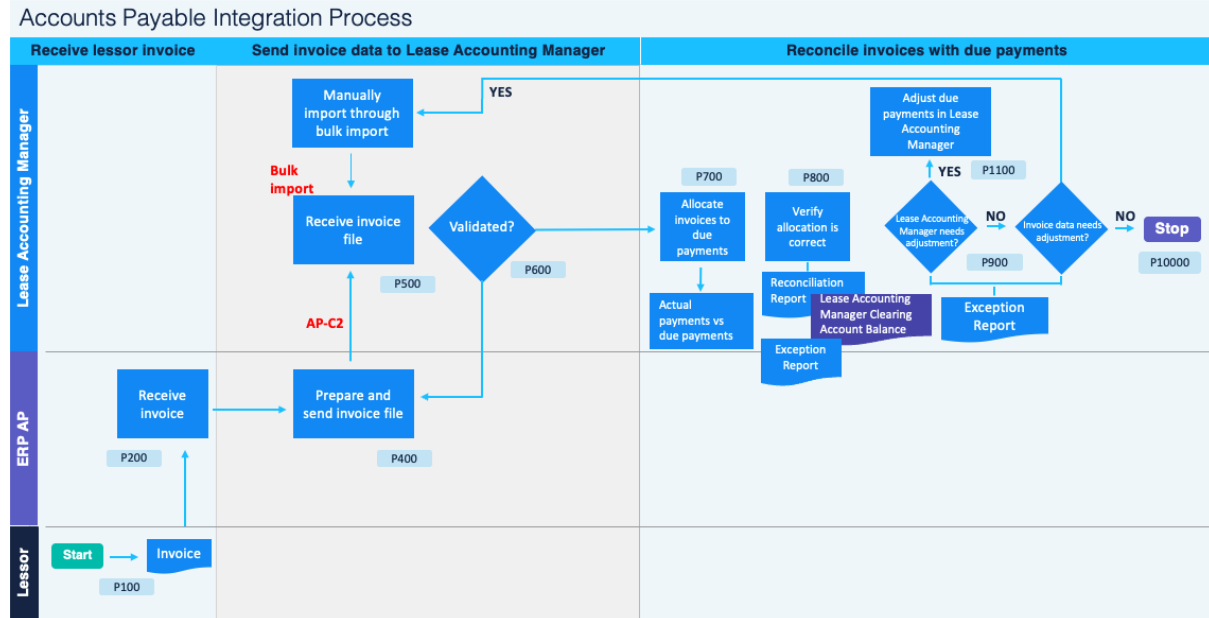 Accounts Payable Integration Process
Receive lessor invoice
Send invoice data to Lease Accounting Manager
Reconcile invoices with due payments
Lease Accounting Manager
Manually
import through
bulk import
YES
Bulk
import
Receive invoice
file
P500
Validated?
P600
AP-C2
P700
Allocate
invoices to
due
payments
Actual
payments vs
due payments
P800
Verify
allocation is
correct
Reconciliation
Report
Lease Accounting
Manager Clearing
Account Balance
Exception
Report
Adjust due
payments in Lease
Accounting
Manager
YES
P1100
Lease Accounting
Manager needs
adjustment?
NO
P900
Invoice data needs
adjustment?
NO
Stop
P10000
Exception
Report
ERP AP
Receive
invoice
P200
Prepare and
send invoice file
P400
Lessor
Start
P100
Invoice